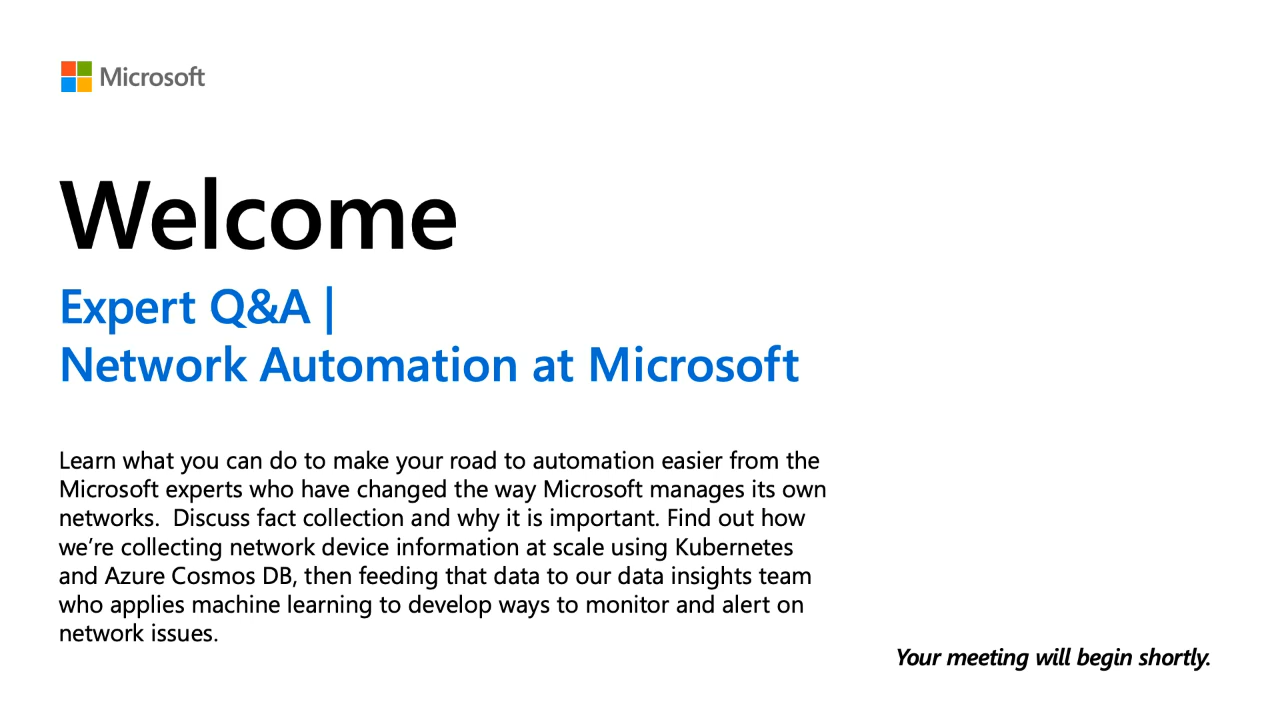 Microsoft
Welcome
Expert Q&A |
Network Automation at Microsoft
Learn what you can do to make your road to automation easier from the
Microsoft experts who have changed the way Microsoft manages its own
networks.  Discuss fact collection and why it is important. Find out how
we’re collecting network device information at scale using Kubernetes
and Azure Cosmos DB, then feeding that data to our data insights team
who applies machine learning to develop ways to monitor and alert on
network issues.
Your meeting will begin shortly.